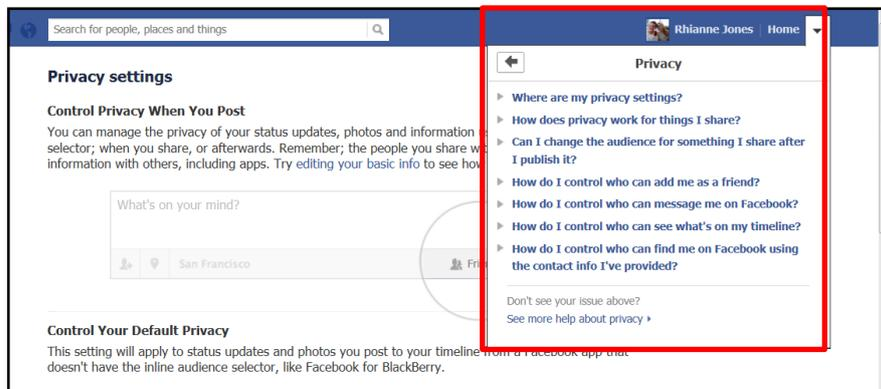 Search for people, places and things
Rhianne Jones Home
Privacy settings
Control Privacy When You Post
You can manage the privacy of your status updates, photos and information
selector; when you share, or afterwards. Remember; the people you share
information with others, including apps. Try editing your basic info to see
What's on your mind?
San Francisco
Control Your Default Privacy
This setting will apply to status updates and photos you post to your timeline from a Facebook app that
doesn't have the inline audience selector, like Facebook for BlackBerry.
Privacy
Where are my privacy settings?
How does privacy work for things I share?
Can I change the audience for something I share after
I publish it?
How do I control who can add me as a friend?
How do I control who can message me on Facebook?
How do I control who can see what's on my timeline?
How do I control who can find me on Facebook using
the contact info I've provided?
Don't see your issue above?
See more help about privacy